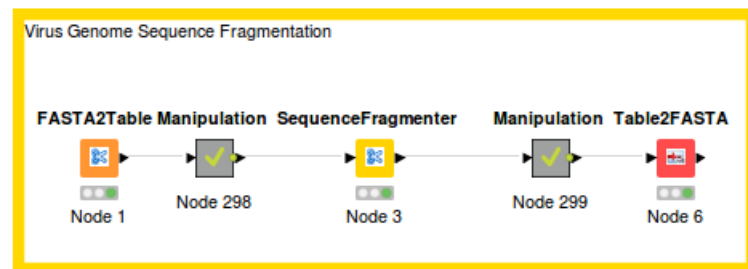 Virus Genome Sequence Fragmentation
FASTA2Table Manipulation SequenceFragmenter Manipulation Table2FASTA
Node 1 Node 298 Node 3 Node 299 Node 6